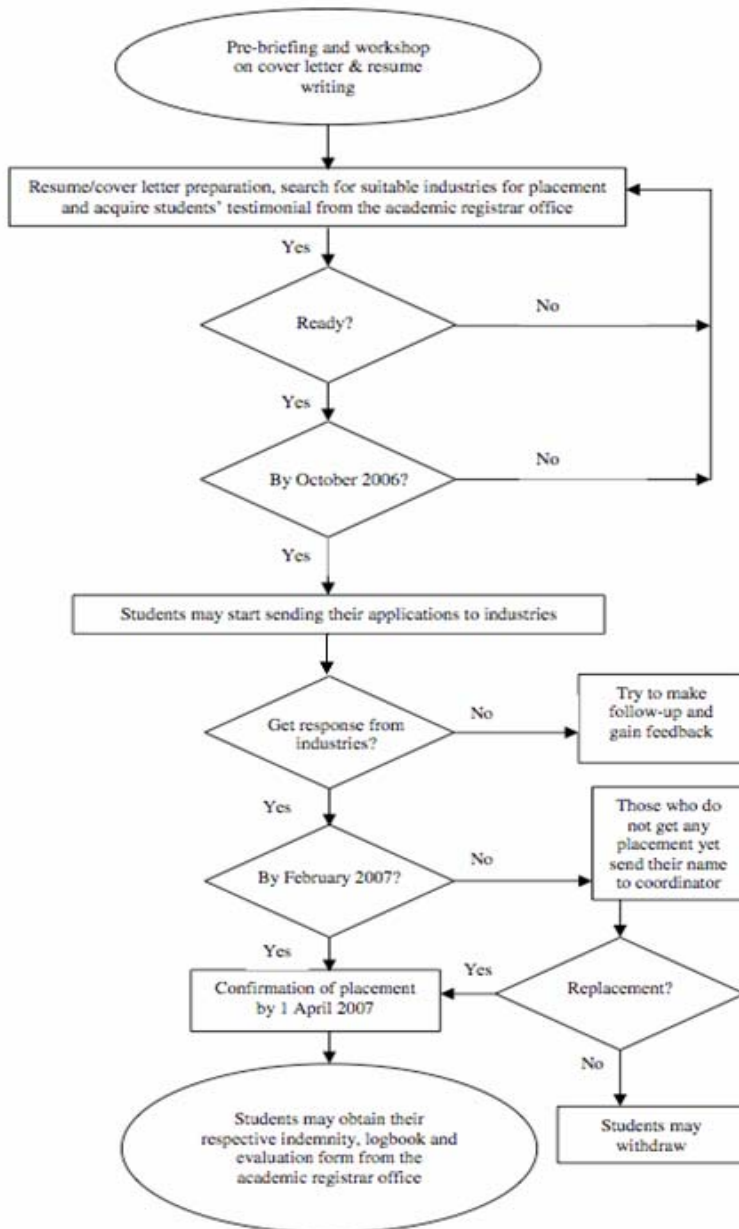 Pre-briefing and workshop
on cover letter & resume
writing
Resume/cover letter preparation, search for suitable industries for placement
and acquire students' testimonial from the academic registrar office
Yes
Ready?
No
Yes
By October 2006?
No
Yes
Students may start sending their applications to industries
Get response from
industries?
No
Try to make
follow-up and
gain feedback
Yes
By February 2007?
No
Those who do
not get any
placement yet
send their name
to coordinator
Yes
Confirmation of placement
by 1 April 2007
Yes
Replacement?
No
Students may
withdraw
Students may obtain their
respective indemnity, logbook and
evaluation form from the
academic registrar office